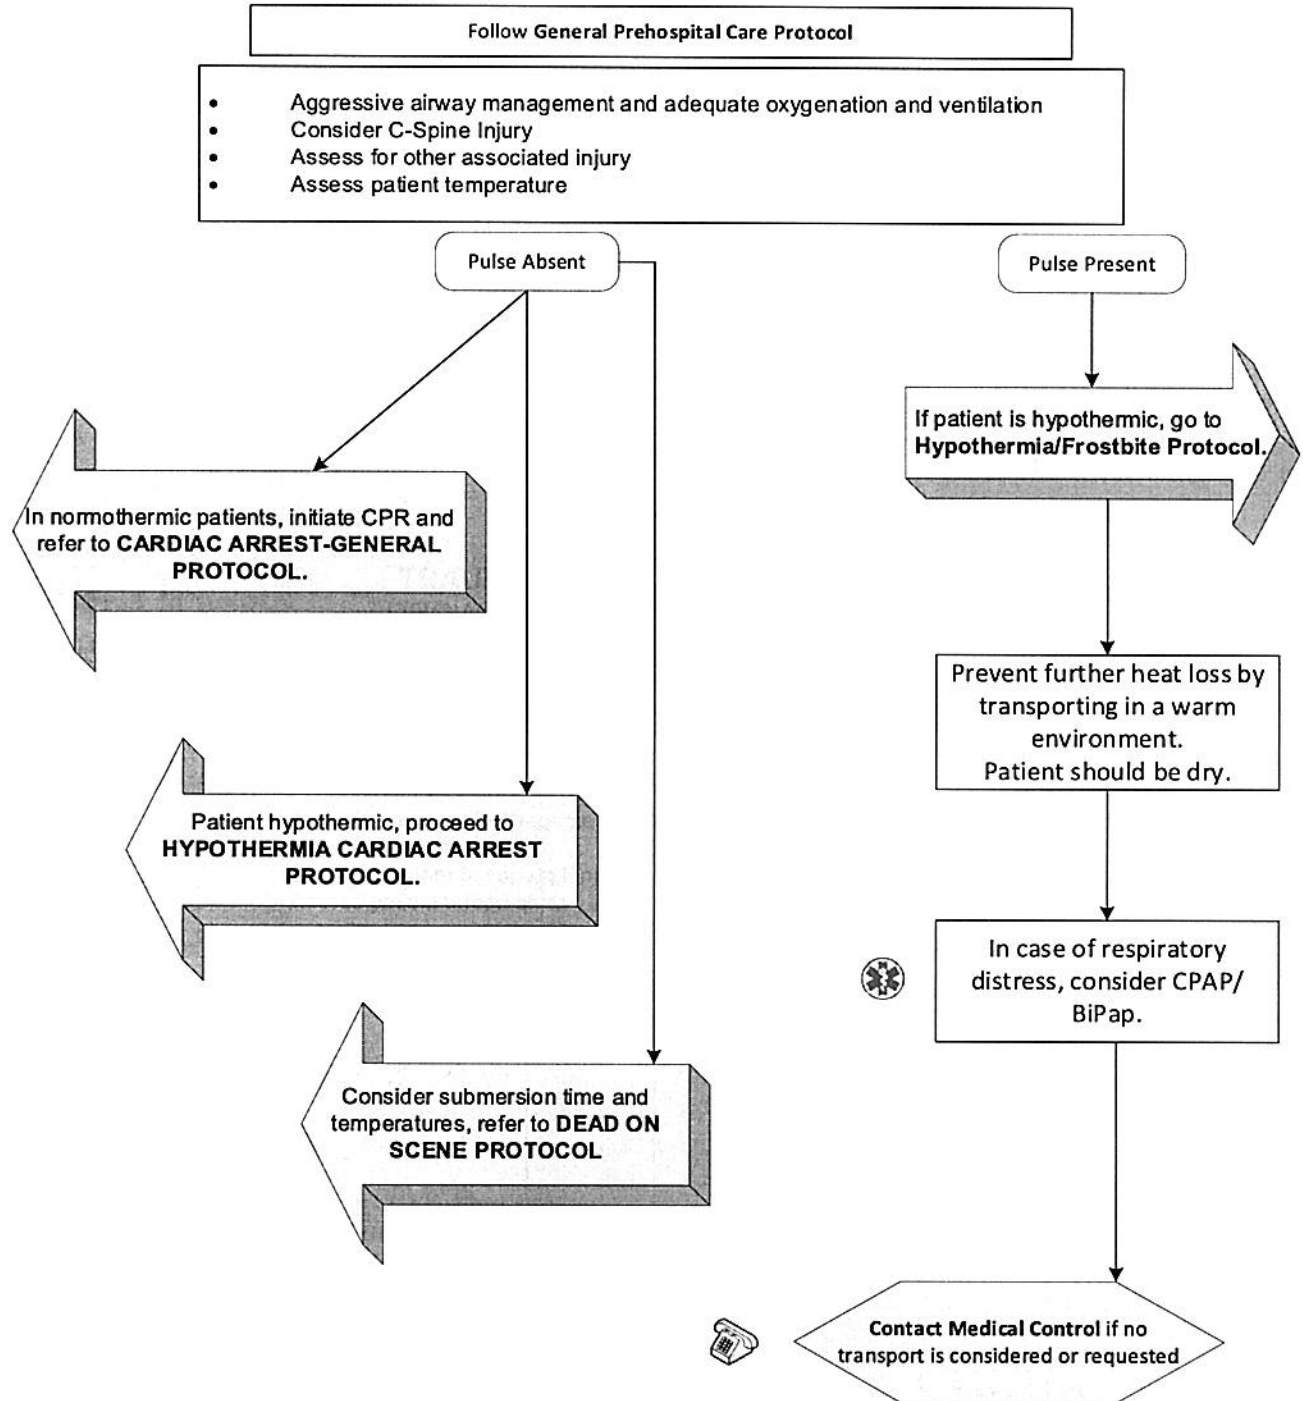 Follow General Prehospital Care Protocol
• Aggressive airway management and adequate oxygenation and ventilation
• Consider C-Spine Injury
• Assess for other associated injury
• Assess patient temperature
Pulse Absent
Pulse Present
If patient is hypothermic, go to
Hypothermia/Frostbite Protocol.
In normothermic patients, initiate CPR and
refer to CARDIAC ARREST-GENERAL
PROTOCOL.
Prevent further heat loss by
transporting in a warm
environment.
Patient should be dry.
Patient hypothermic, proceed to
HYPOTHERMIA CARDIAC ARREST
PROTOCOL.
In case of respiratory
distress, consider CPAP/
BiPap.
Consider submersion time and
temperatures, refer to DEAD ON
SCENE PROTOCOL
Contact Medical Control if no
transport is considered or requested